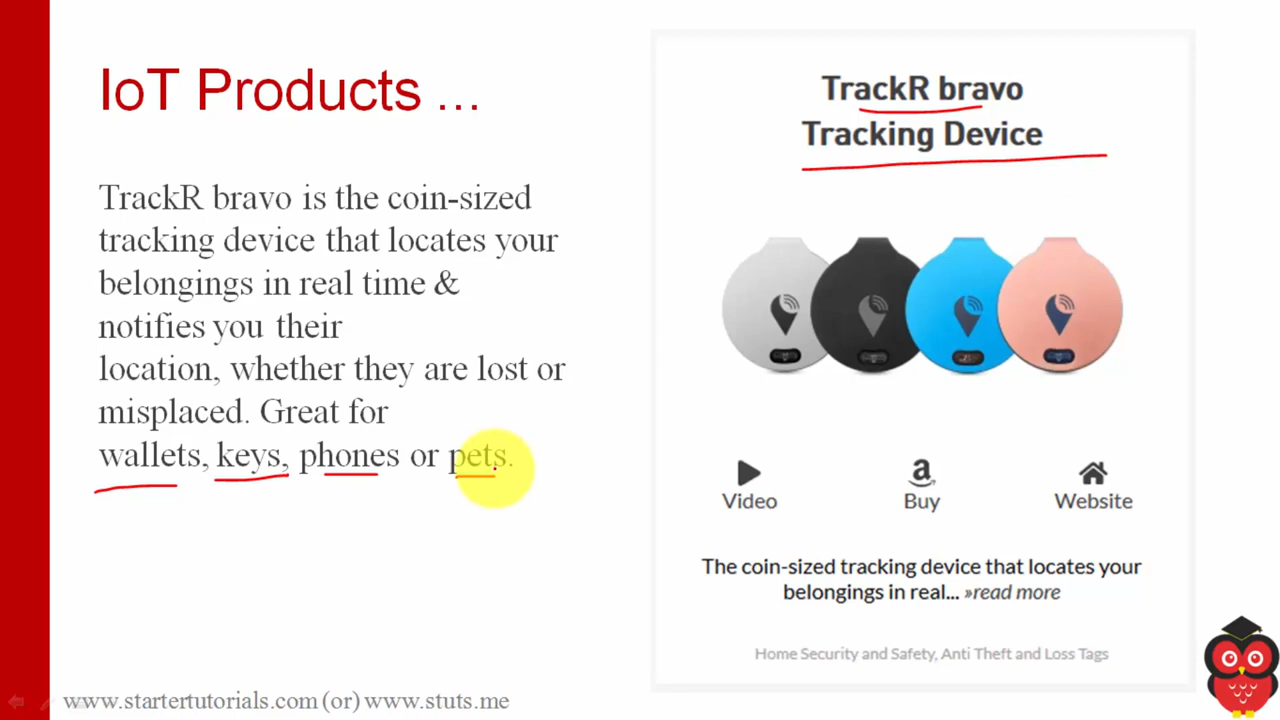 IoT Products ...
TrackR bravo is the coin-sized
tracking device that locates your
belongings in real time &
notifies you their
location, whether they are lost or
misplaced. Great for
wallets, keys, phones or pets.
TrackR bravo
Tracking Device
Video
Buy
Website
The coin-sized tracking device that locates your
belongings in real... »read more
Home Security and Safety, Anti Theft and Loss Tags
www.startertutorials.com (or) www.stuts.me